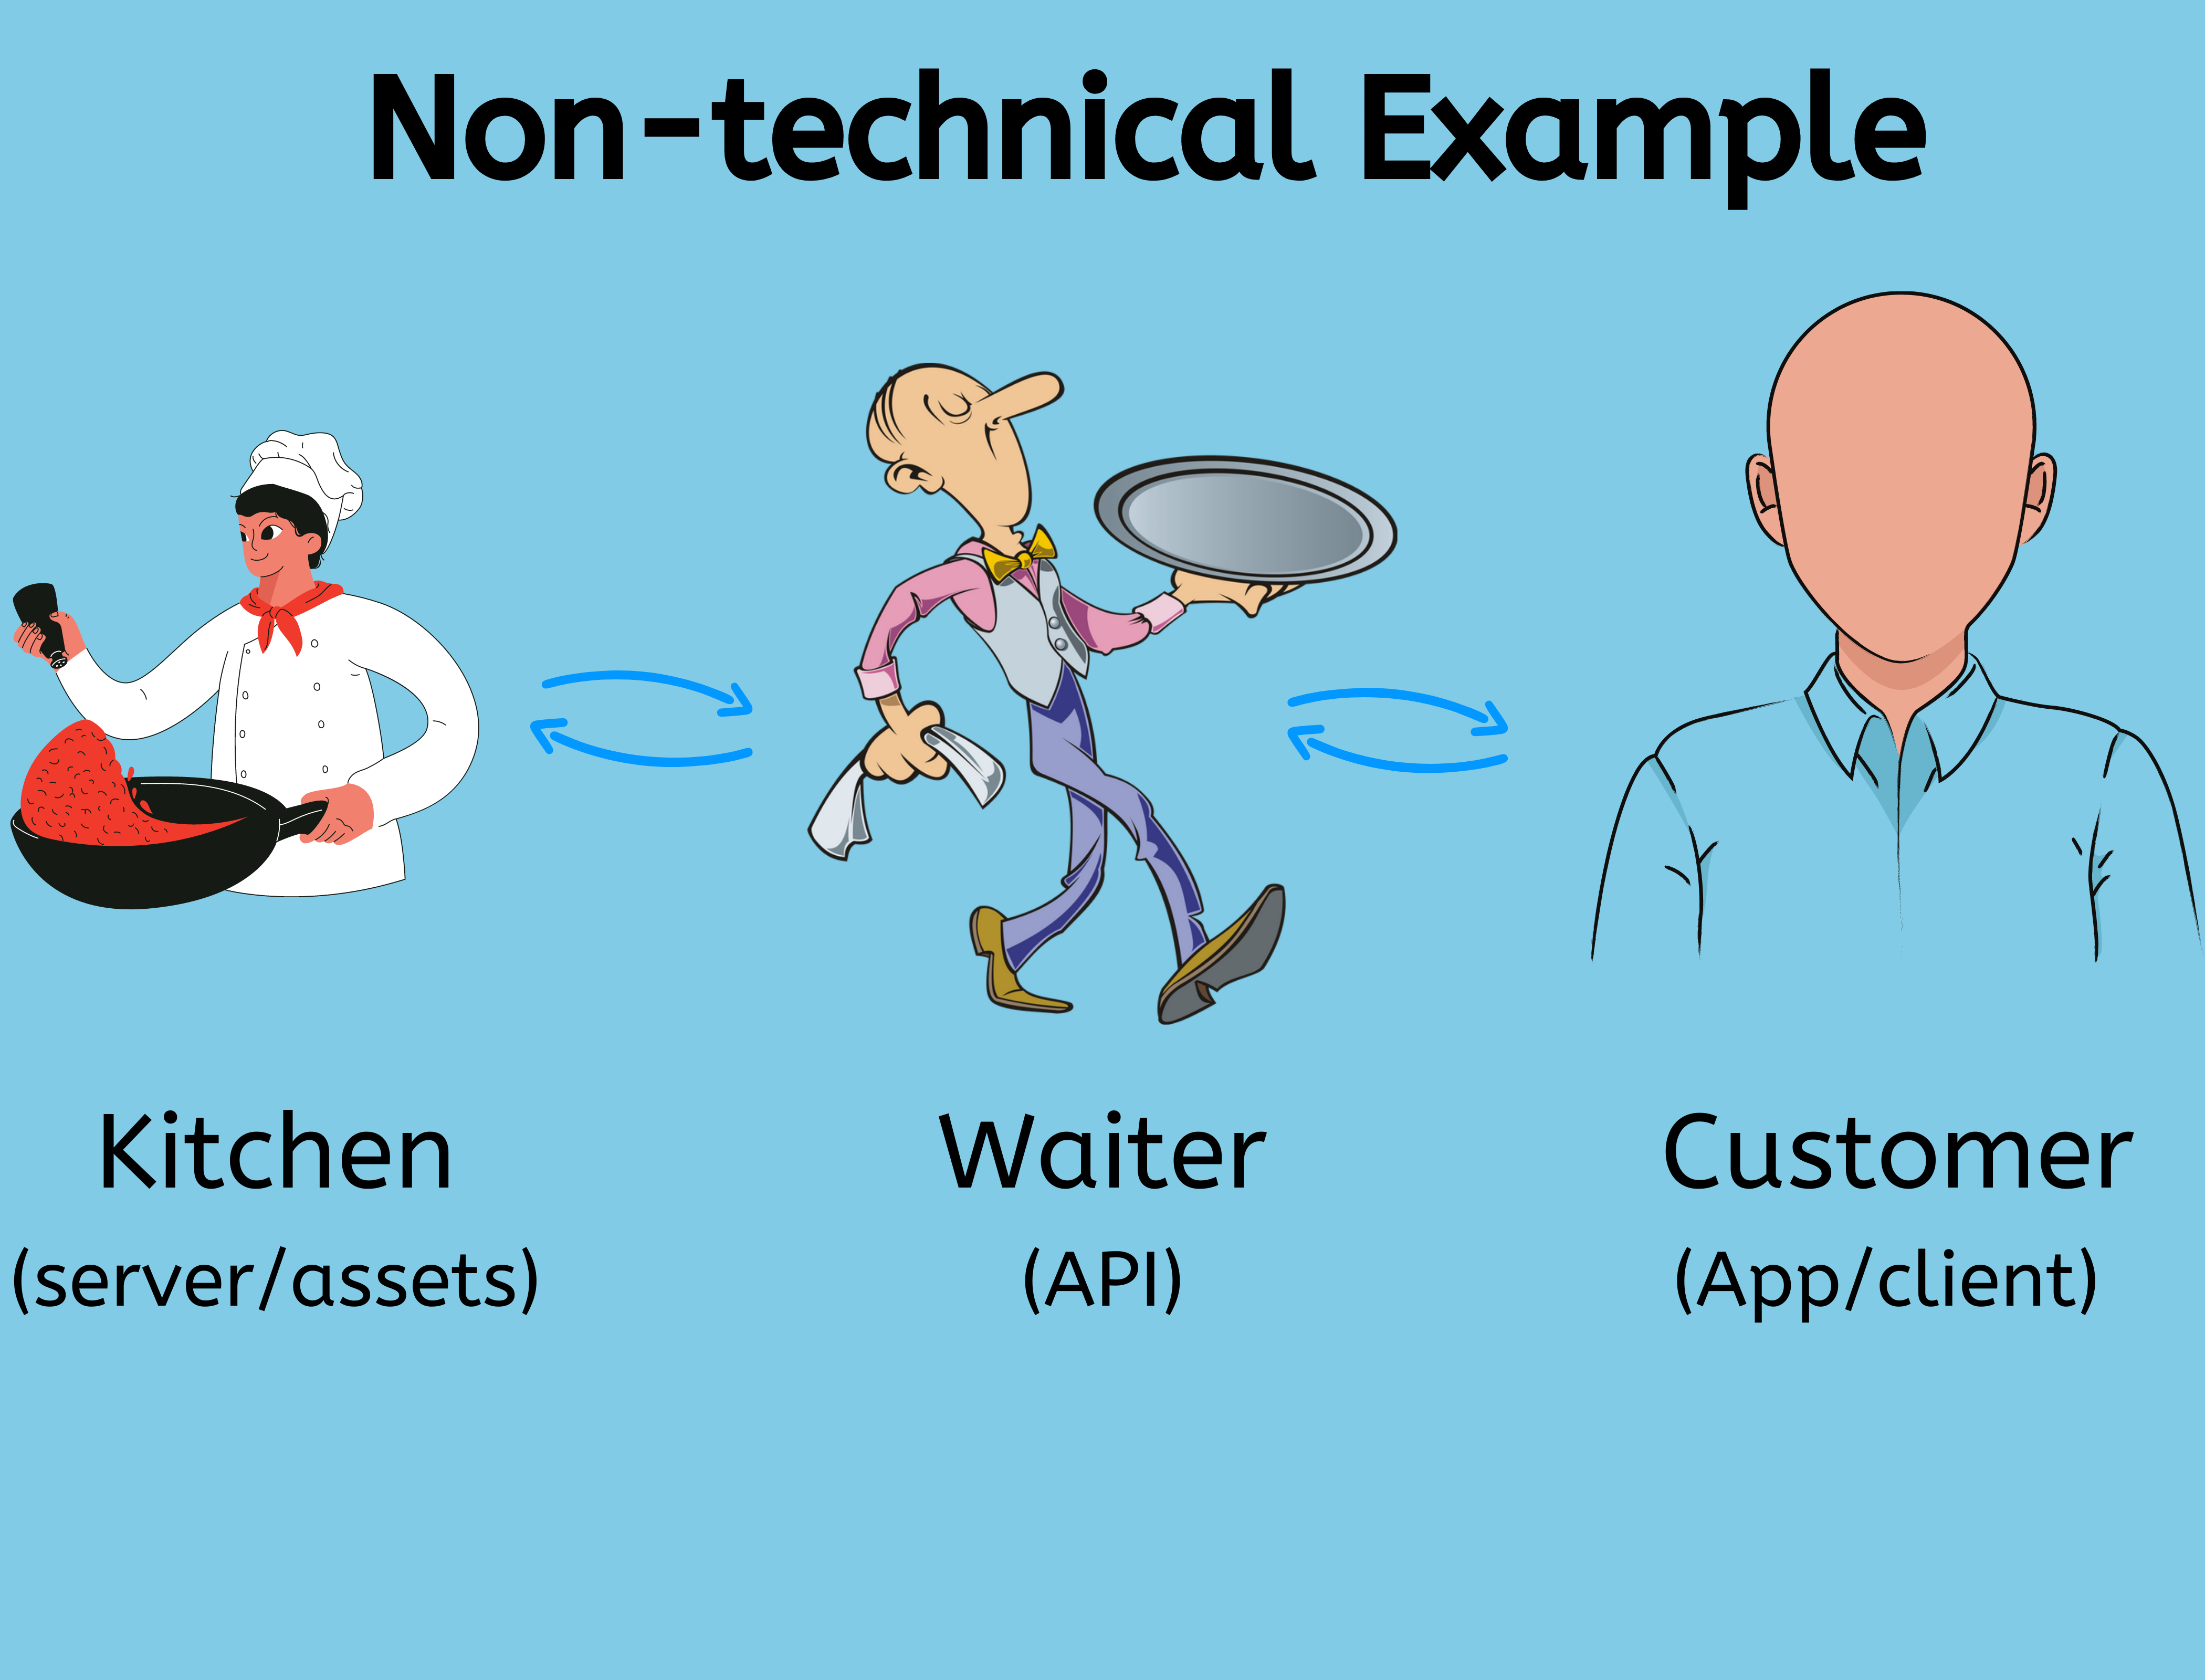 Non-technical Example
Kitchen
(server/assets)
Waiter
(API)
Customer
(App/client)